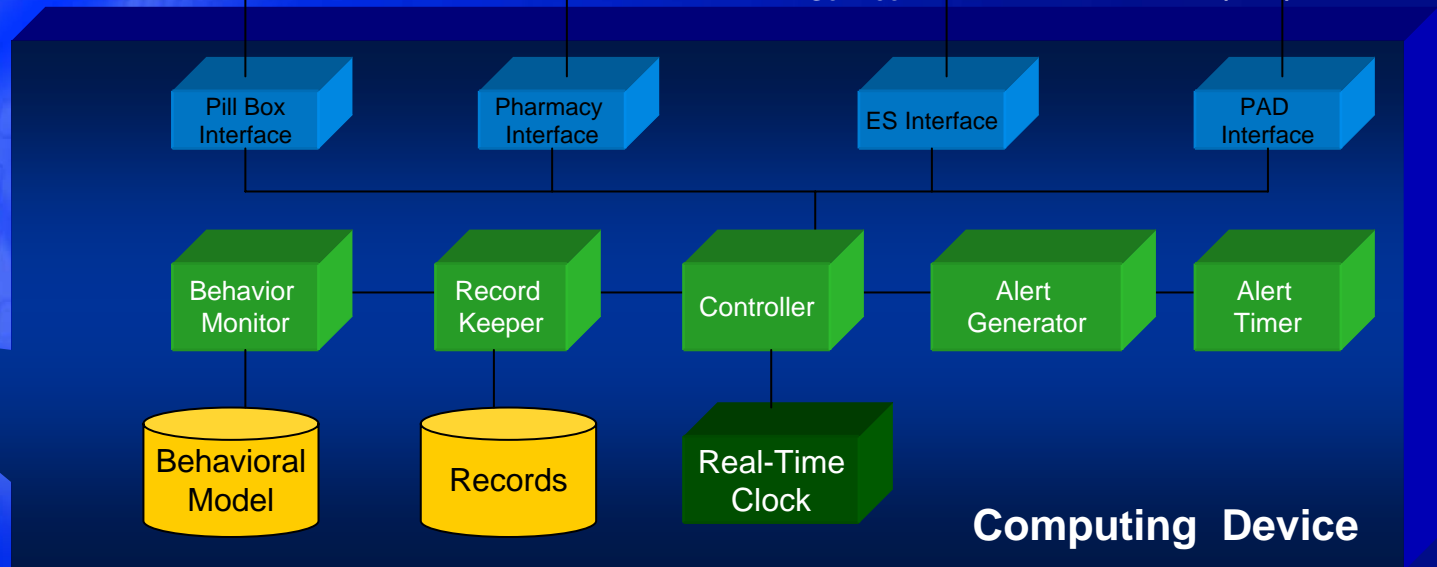 Pill Box
Interface
Pharmacy
Interface
ES Interface
PAD
Interface
Behavior
Monitor
Record
Keeper
Controller
Alert
Generator
Alert
Timer
Behavioral
Model
Records
Real-Time
Clock
Computing Device